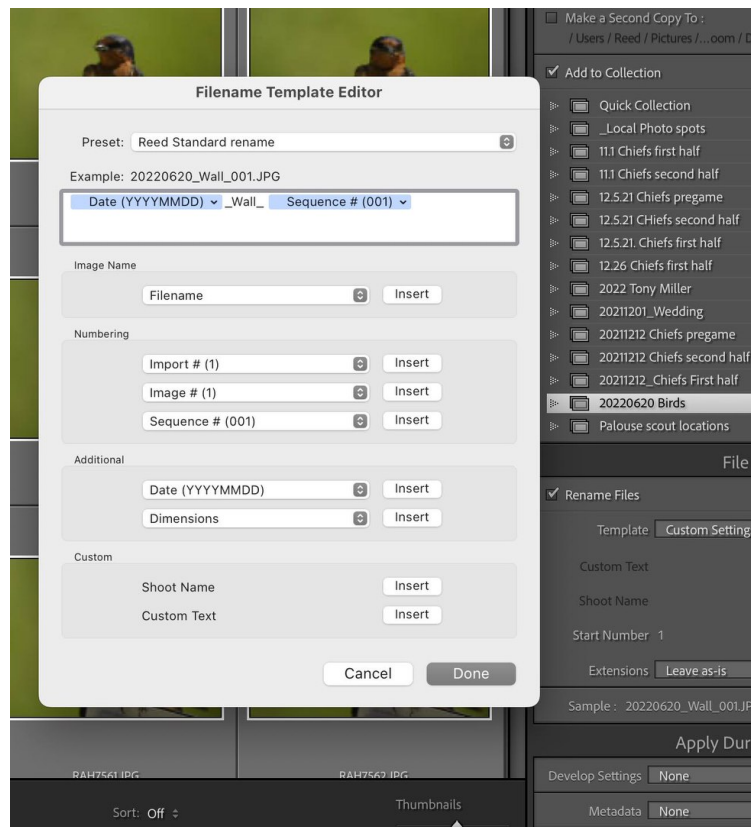 Make a Second Copy To :
/ Users / Reed / Pictures /…oom / D
Add to Collection
Quick Collection
_Local Photo spots
11.1 Chiefs first half
11.1 Chiefs second half
12.5.21 Chiefs pregame
12.5.21 CHiefs second half
12.5.21. Chiefs first half
12.26 Chiefs first half
2022 Tony Miller
20211201_Wedding
20211212 Chiefs pregame
20211212 Chiefs second half
20211212_Chiefs First half
20220620 Birds
Palouse scout locations
Filename Template Editor
Preset: Reed Standard rename
Example: 20220620_Wall_001.JPG
Date (YYYYMMDD) _Wall_ Sequence # (001)
Image Name
Filename Insert
Numbering
Import # (1) Insert
Image # (1) Insert
Sequence # (001) Insert
Additional
Date (YYYYMMDD) Insert
Dimensions Insert
Custom
Shoot Name Insert
Custom Text Insert
Cancel Done
File
Rename Files
Template Custom Setting
Custom Text
Shoot Name
Start Number 1
Extensions Leave as-is
Sample : 20220620_Wall_001.JP
Apply Dur
Develop Settings None
Metadata None
RAH7561.JPG RAH7562.JPG
Sort: Off Thumbnails